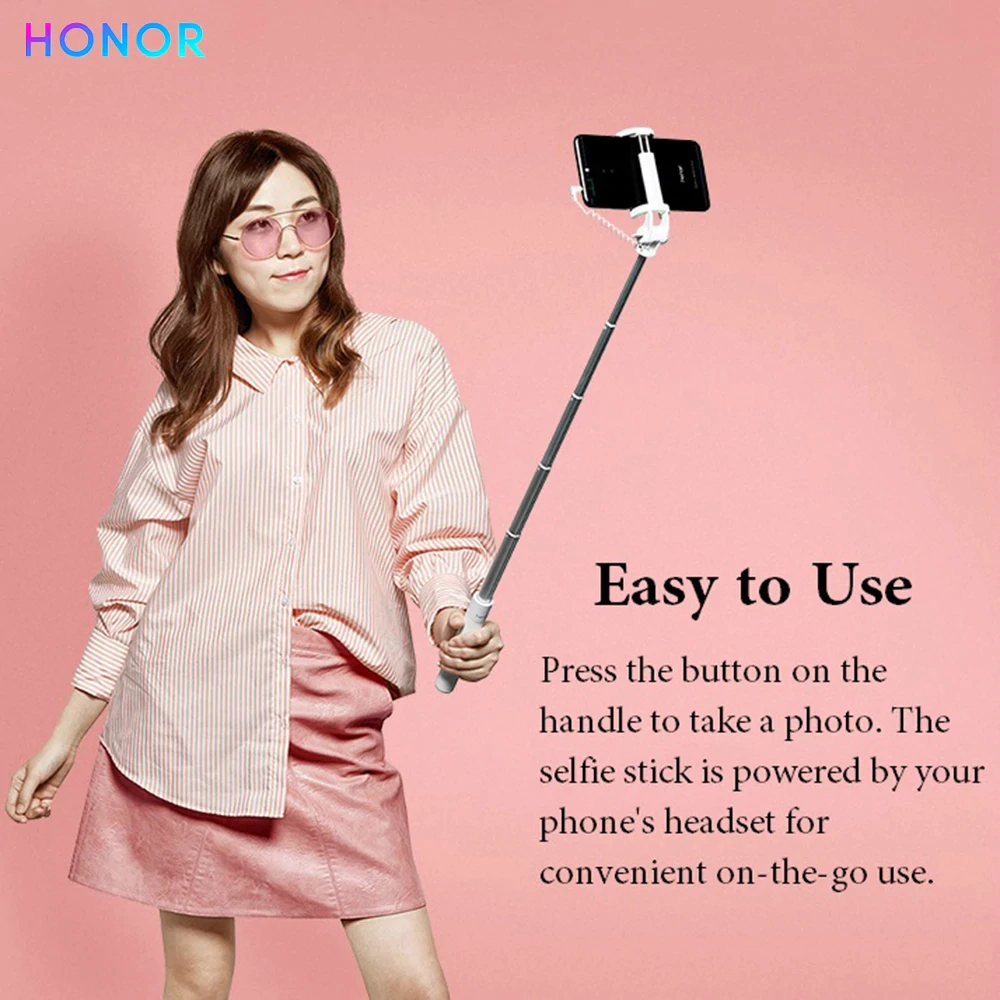 HONOR
honor
Easy to Use
Press the button on the
handle to take a photo. The
selfie stick is powered by your
phone's headset for
convenient on-the-go use.